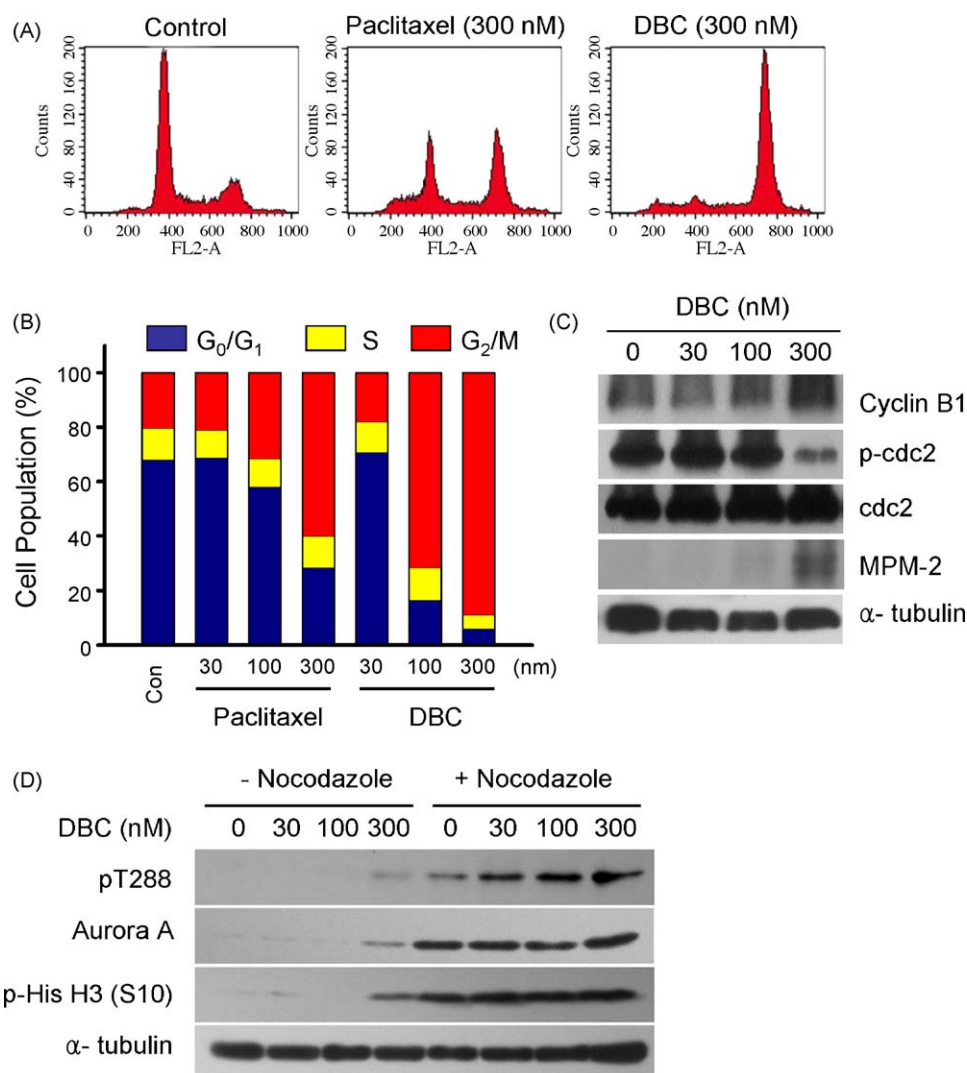 (A)
Control
Paclitaxel (300 nM)
DBC (300 nM)
Counts
200
160
120
80
40
0
0 200 400 600 800 1000
FL2-A
Counts
200
160
120
80
40
0
0 200 400 600 800 1000
FL2-A
Counts
200
160
120
80
40
0
0 200 400 600 800 1000
FL2-A
(B)
G₀/G₁ S G₂/M
Cell Population (%)
100
80
60
40
20
0
Con 30 100 300 30 100 300 (nm)
Paclitaxel DBC
(C)
DBC (nM)
0 30 100 300
Cyclin B1
p-cdc2
cdc2
MPM-2
α- tubulin
(D)
- Nocodazole + Nocodazole
DBC (nM) 0 30 100 300 0 30 100 300
pT288
Aurora A
p-His H3 (S10)
α- tubulin